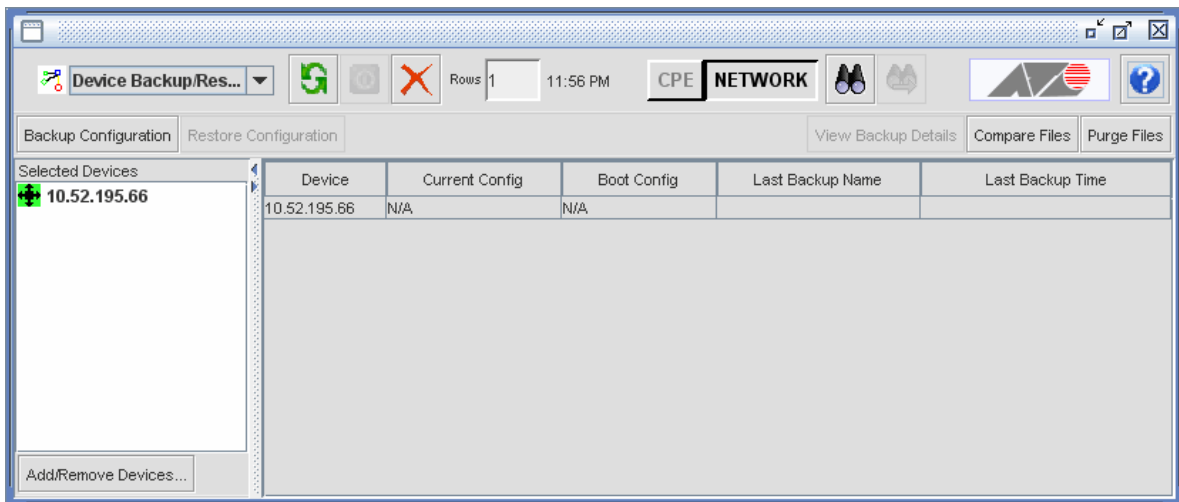 Device Backup/Res... Rows 1 11:56 PM CPE NETWORK
Backup Configuration Restore Configuration View Backup Details Compare Files Purge Files
Selected Devices
10.52.195.66
Device Current Config Boot Config Last Backup Name Last Backup Time
10.52.195.66 N/A N/A
Add/Remove Devices...